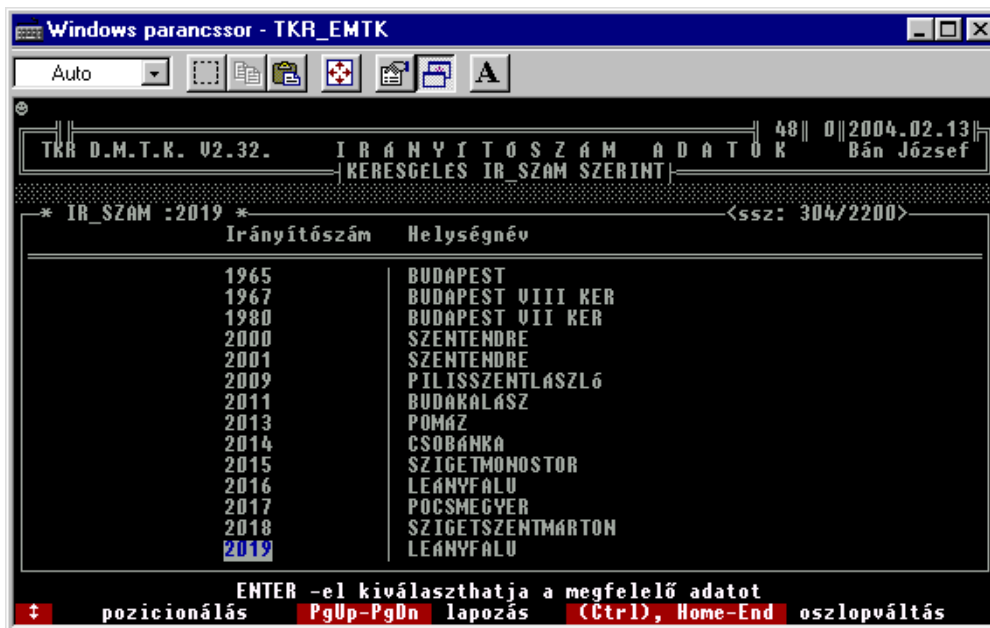 Windows parancssor - TKR_EMTK
Auto
A
48 0 2004.02.13
TKR D.M.T.K. V2.32. IRÁNYÍTÓSZÁM ADATOK Bán József
KERESGELÉS IR_SZAM SZERINT
* IR_SZAM :2019 * <ssz: 304/2200>
Irányítószám Helységnév
1965 BUDAPEST
1967 BUDAPEST VIII KER
1980 BUDAPEST VII KER
2000 SZENTENDRE
2001 SZENTENDRE
2009 PILISSZENTLÁSZLó
2011 BUDAKALÁSZ
2013 POMÁZ
2014 CSOBÁNKA
2015 SZIGETMONOSTOR
2016 LEÁNYFALU
2017 POCSMEGYER
2018 SZIGETSZENTMÁRTON
2019 LEÁNYFALU
ENTER -el kiválaszthatja a megfelelő adatot
↕ pozicionálás PgUp-PgDn lapozás (Ctrl), Home-End oszlopváltás